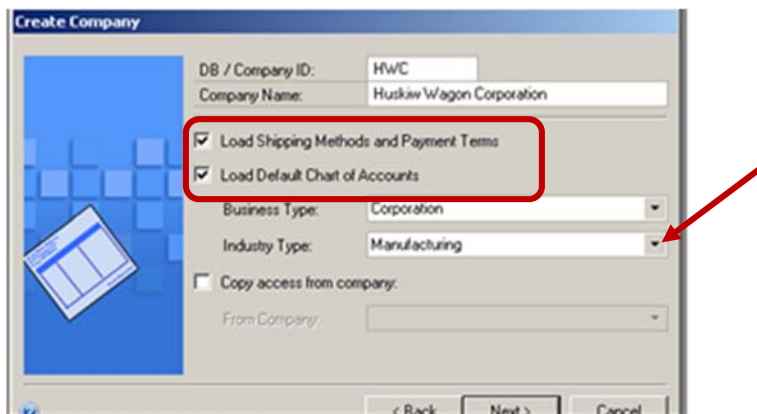 Create Company
DB / Company ID: HWC
Company Name: Huskiw Wagon Corporation
Load Shipping Methods and Payment Terms
Load Default Chart of Accounts
Business Type: Corporation
Industry Type: Manufacturing
Copy access from company:
From Company:
< Back Next > Cancel